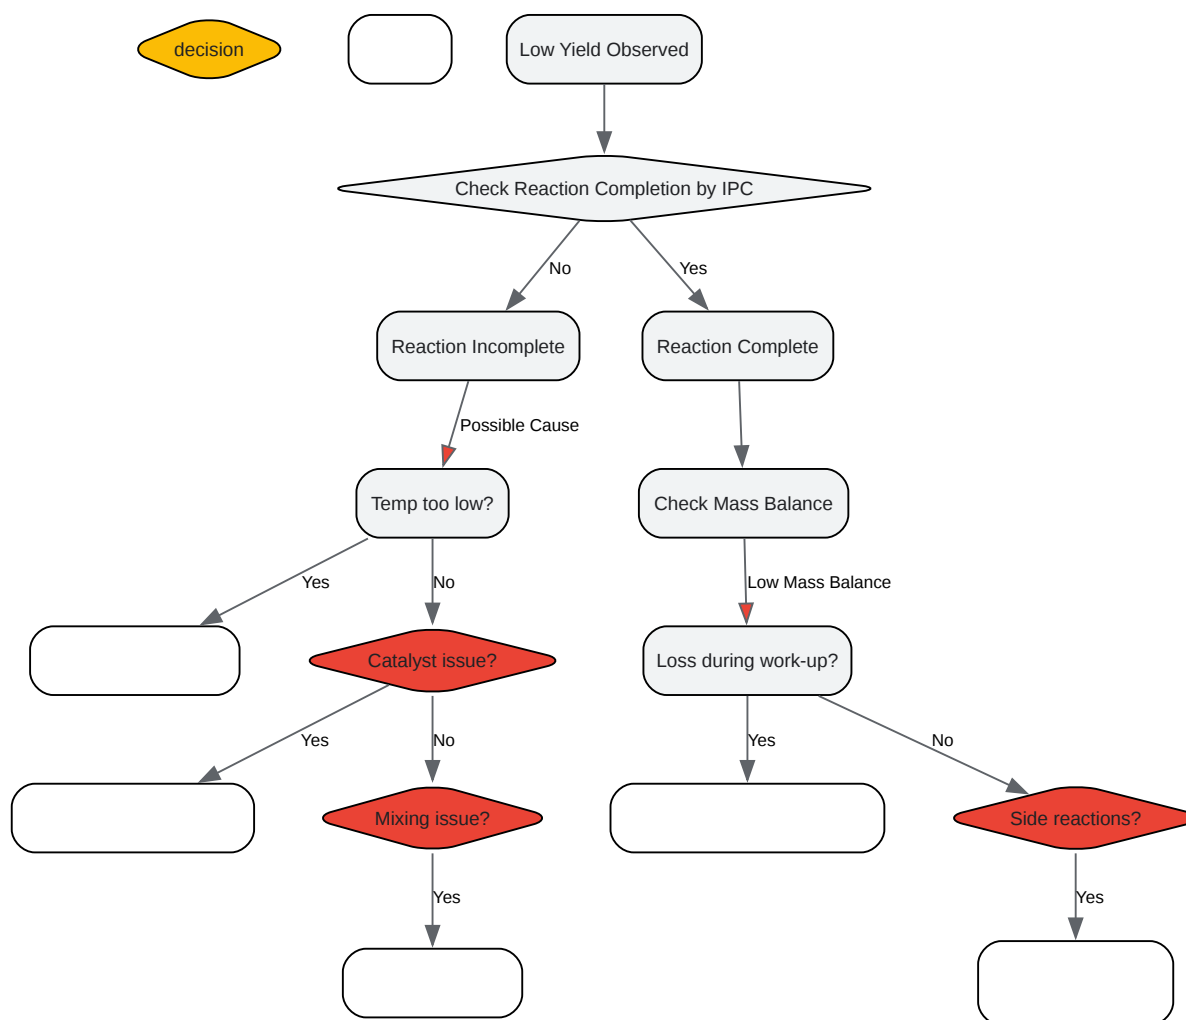 decision
Low Yield Observed
Check Reaction Completion by IPC
No
Yes
Reaction Incomplete
Reaction Complete
Possible Cause
Temp too low?
Check Mass Balance
Yes
No
Low Mass Balance
Catalyst issue?
Loss during work-up?
Yes
No
Yes
No
Mixing issue?
Side reactions?
Yes
Yes